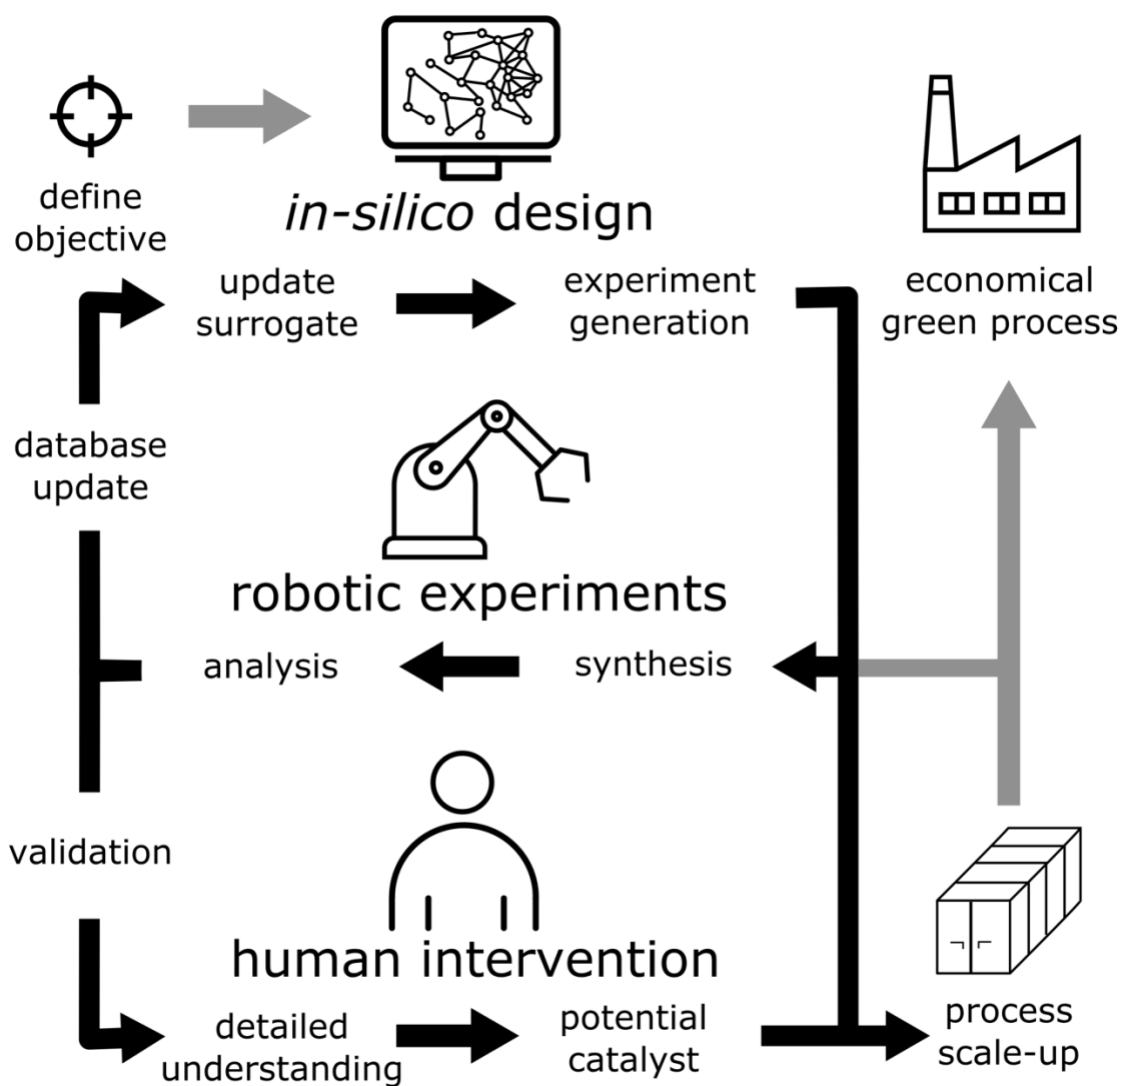 define
objective
in-silico design
update
surrogate
experiment
generation
economical
green process
database
update
robotic experiments
analysis
synthesis
validation
human intervention
detailed
understanding
potential
catalyst
process
scale-up